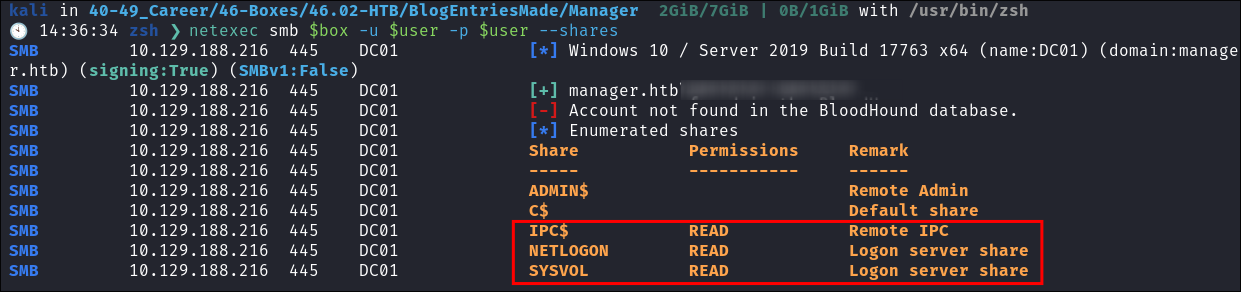 kali in 40-49_Career/46-Boxes/46.02-HTB/BlogEntriesMade/Manager 2GiB/7GiB | 0B/1GiB with /usr/bin/zsh
14:36:34 zsh ❯ netexec smb $box -u $user -p $user --shares
SMB 10.129.188.216 445 DC01 [*] Windows 10 / Server 2019 Build 17763 x64 (name:DC01) (domain:manage
r.htb) (signing:True) (SMBv1:False)
SMB 10.129.188.216 445 DC01 [+] manager.htb\
SMB 10.129.188.216 445 DC01 [-] Account not found in the BloodHound database.
SMB 10.129.188.216 445 DC01 [*] Enumerated shares
SMB 10.129.188.216 445 DC01 Share Permissions Remark
SMB 10.129.188.216 445 DC01 ----- ----------- ------
SMB 10.129.188.216 445 DC01 ADMIN$ Remote Admin
SMB 10.129.188.216 445 DC01 C$ Default share
SMB 10.129.188.216 445 DC01 IPC$ READ Remote IPC
SMB 10.129.188.216 445 DC01 NETLOGON READ Logon server share
SMB 10.129.188.216 445 DC01 SYSVOL READ Logon server share